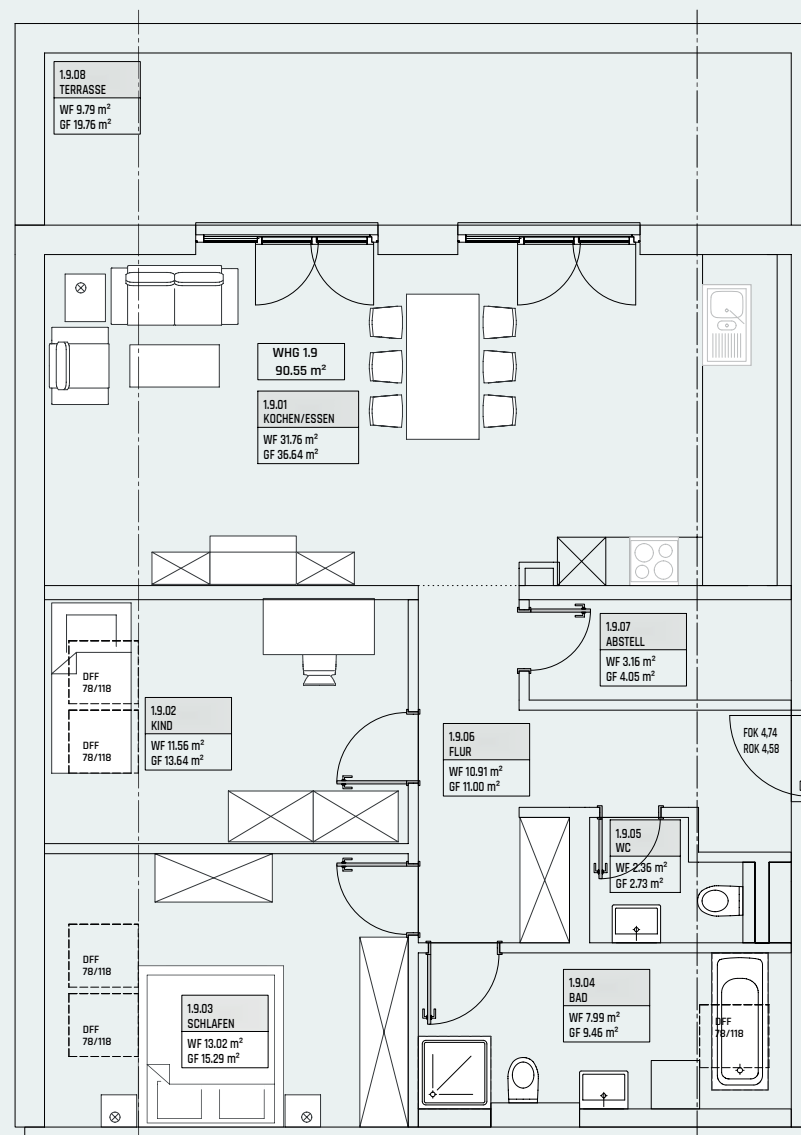 1.9.08
TERRASSE
WF 9.79 m²
GF 19.76 m²
WHG 1.9
90.55 m²
1.9.01
KOCHEN/ESSEN
WF 31.76 m²
GF 36.64 m²
1.9.07
ABSTELL
WF 3.16 m²
GF 4.05 m²
DFF
78/118
1.9.02
KIND
WF 11.56 m²
GF 13.64 m²
DFF
78/118
1.9.06
FLUR
WF 10.91 m²
GF 11.00 m²
FOK 4,74
ROK 4,58
1.9.05
WC
WF 2.36 m²
GF 2.73 m²
DFF
78/118
1.9.03
SCHLAFEN
WF 13.02 m²
GF 15.29 m²
DFF
78/118
1.9.04
BAD
WF 7.99 m²
GF 9.46 m²
DFF
78/118